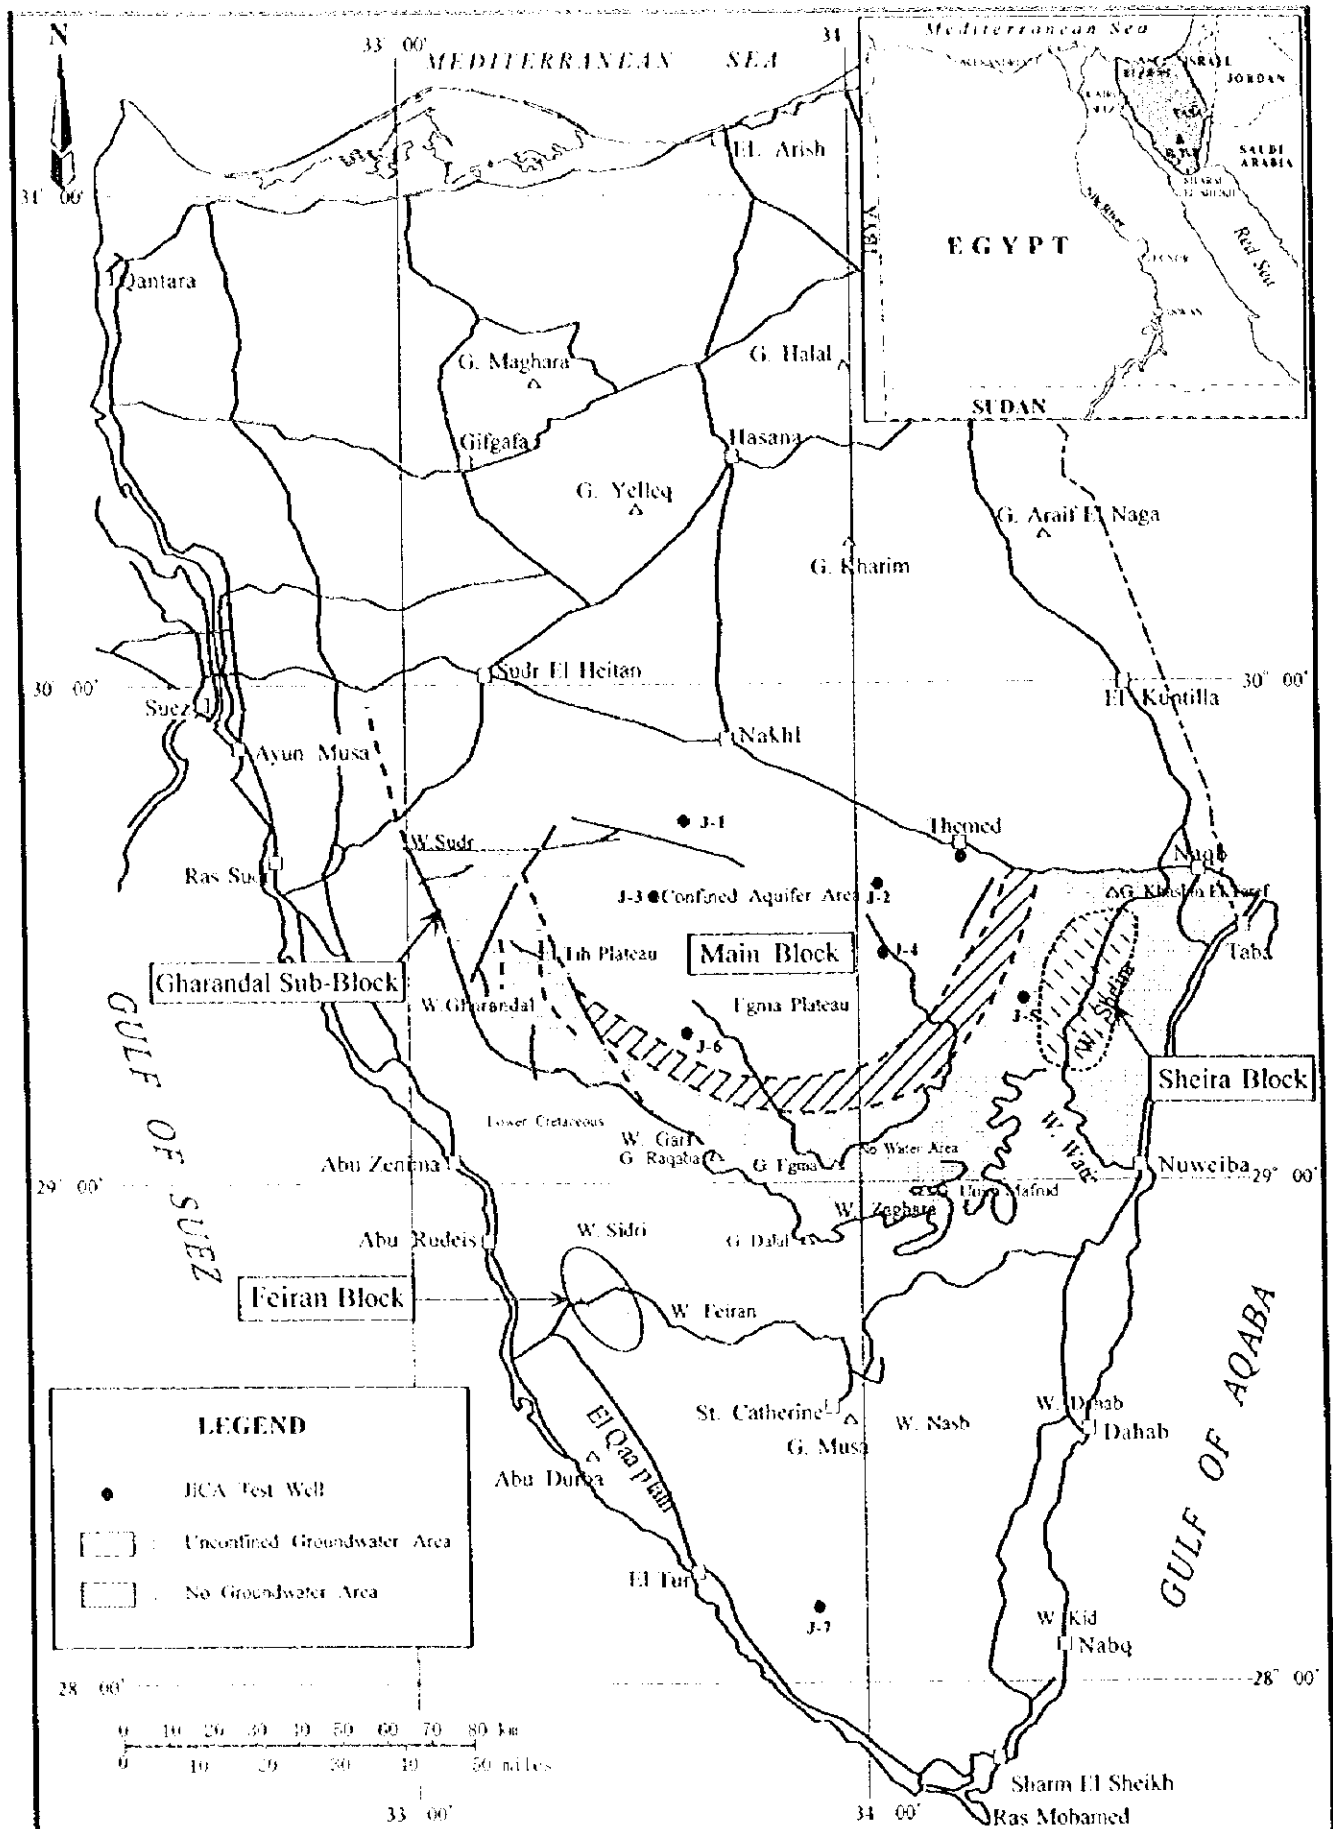 N
33° 00'
MEDITERRANEAN SEA
34
Mediterranean Sea
ISRAEL
JORDAN
SAUDI
ARABIA
EGYPT
Red Sea
SUDAN
EL Arish
31° 00'
Qantara
G. Maghara
G. Halal
Gifgafa
Hasana
G. Yelleq
G. Araif El Naga
G. Kharim
Sudr El Heitan
30° 00'
30° 00'
El Kuntilla
Suez
Nakhl
Ayun Musa
J-1
Themed
W. Sudr
Naqb
Ras Sudr
J-3
Confined Aquifer Area
J-2
Taba
Main Block
J-4
Gharandal Sub-Block
W. Gharandal
Egma Plateau
W. Sheira
J-5
J-6
Sheira Block
Lower Cretaceous
W. Watir
G. Raqaba
G. Egma
No Water Area
Abu Zenima
Nuweiba
29° 00'
29° 00'
W. Zaghara
GULF OF SUEZ
Abu Rudeis
W. Sidri
G. Dalal
Feiran Block
W. Feiran
GULF OF AQABA
LEGEND
JICA Test Well
Unconfined Groundwater Area
No Groundwater Area
El Qaa plain
St. Catherine
G. Musa
W. Nasb
W. Dahab
Dahab
Abu Durba
El Tur
J-7
W. Kid
Nabq
28° 00'
28° 00'
0 10 20 30 40 50 60 70 80 km
0 10 20 30 40 50 miles
Sharm El Sheikh
33° 00'
34° 00'
Ras Mohamed